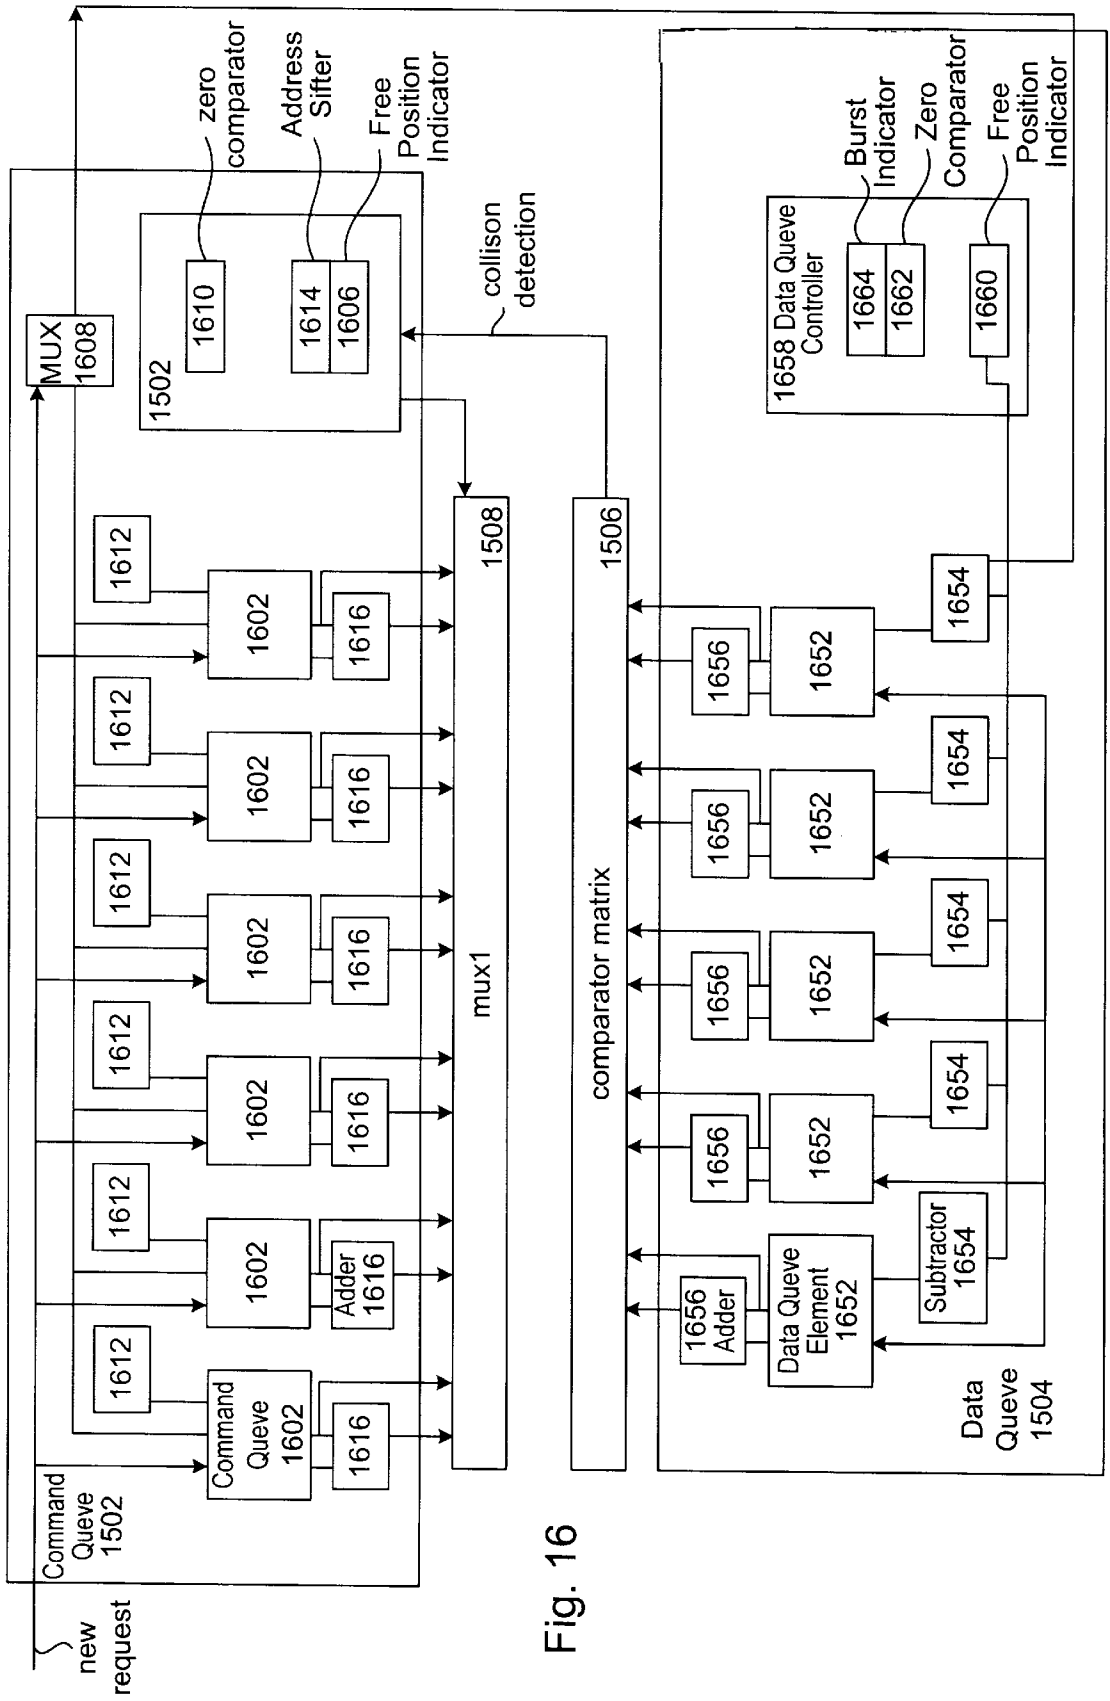 new
request
Command
Queve
1502
MUX
1608
1612
1612
1612
1612
1612
1612
Command
Queve
1602
1602
1602
1602
1602
1602
1616
Adder
1616
1616
1616
1616
1616
1502
1610
1614
1606
zero
comparator
Address
Sifter
Free
Position
Indicator
mux1
1508
collison
detection
comparator matrix
1506
1656
Adder
1656
1656
1656
1656
Data Queve
Element
1652
1652
1652
1652
1652
Subtractor
1654
1654
1654
1654
1654
Data
Queve
1504
1658 Data Queve
Controller
1664
1662
1660
Burst
Indicator
Zero
Comparator
Free
Position
Indicator
Fig. 16